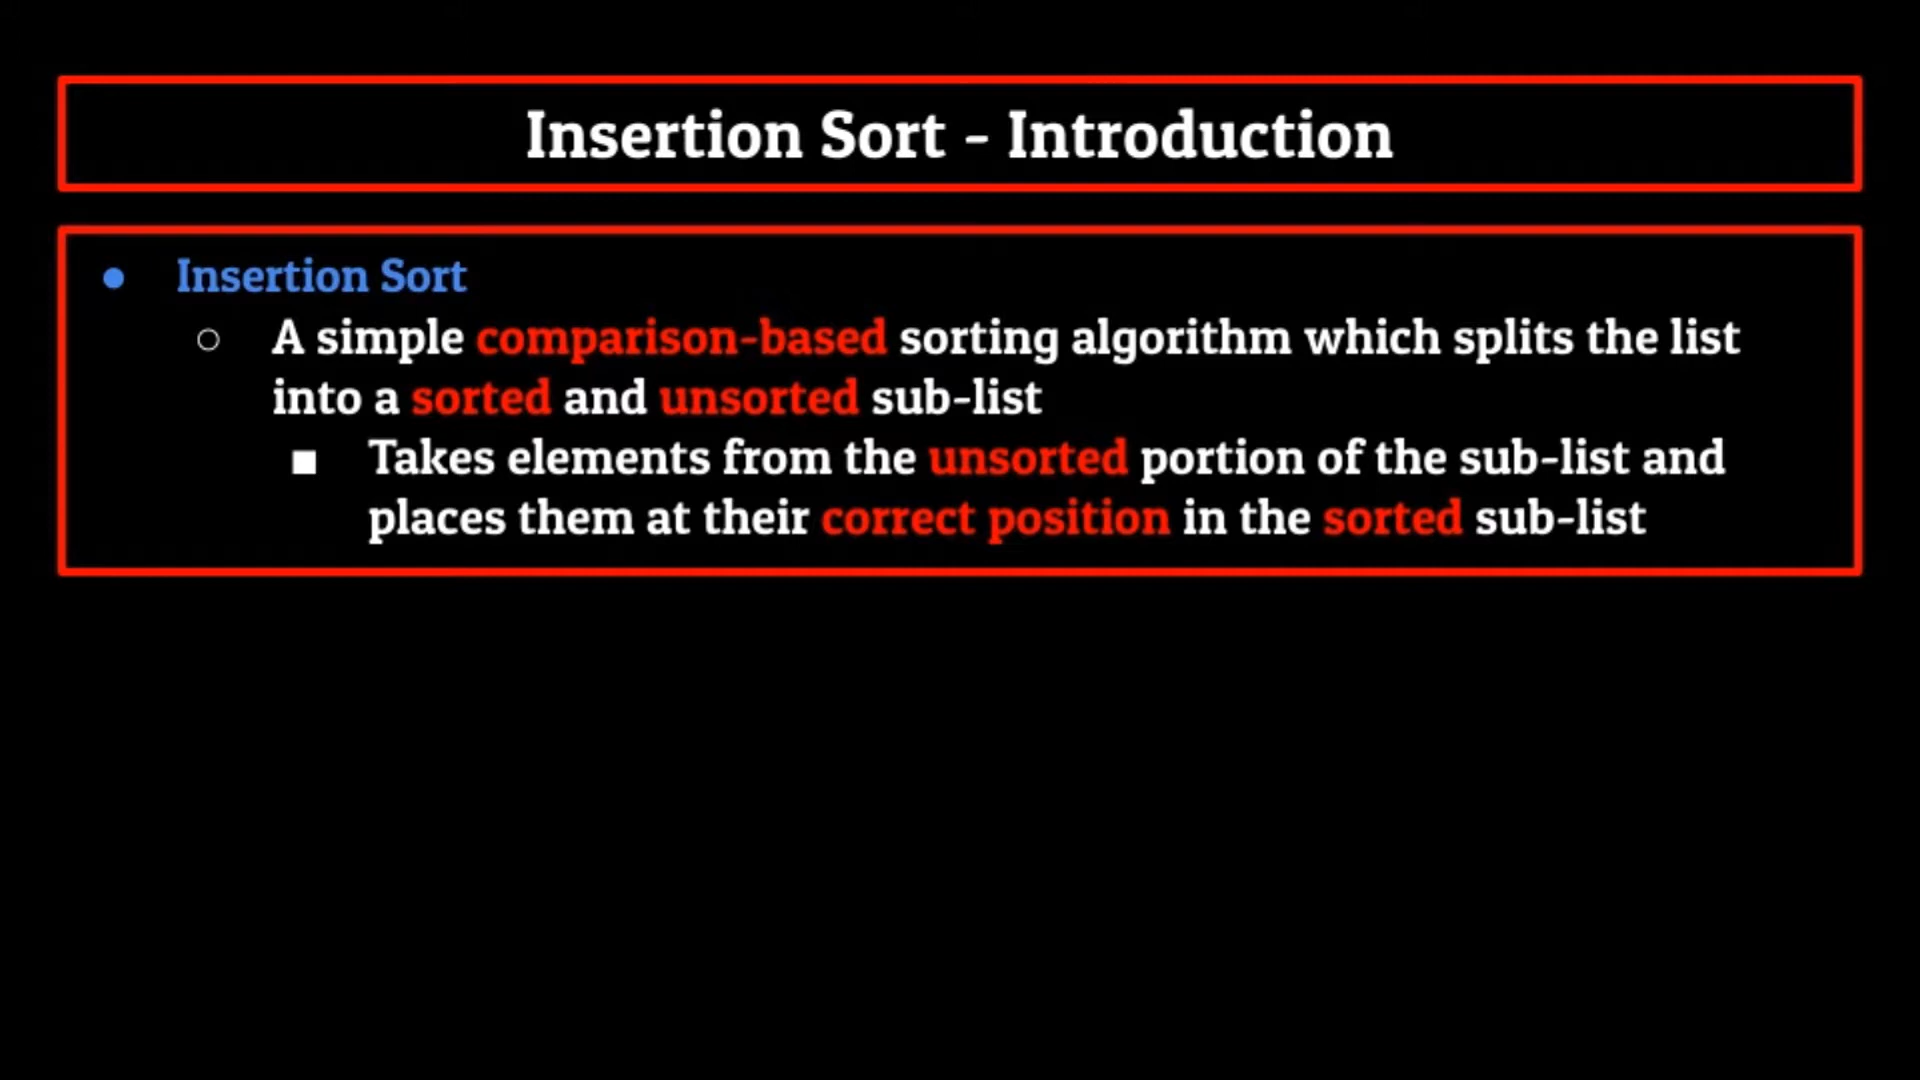 Insertion Sort - Introduction
● Insertion Sort
○ A simple comparison-based sorting algorithm which splits the list
into a sorted and unsorted sub-list
■ Takes elements from the unsorted portion of the sub-list and
places them at their correct position in the sorted sub-list